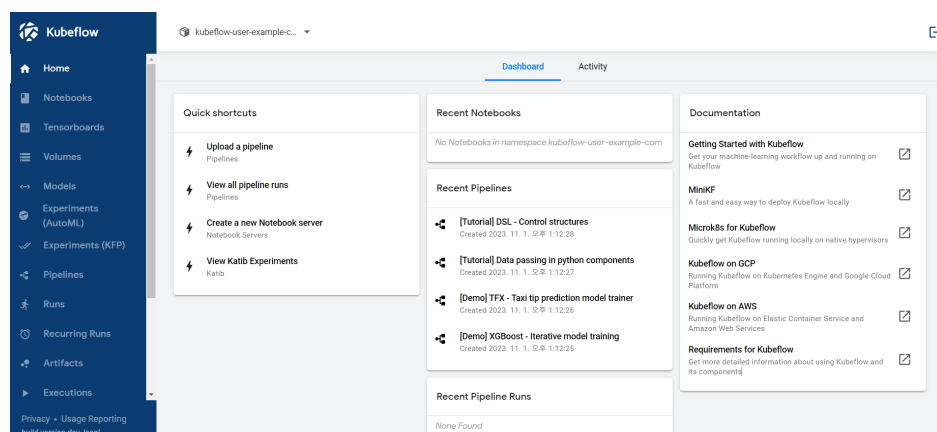 Kubeflow
kubeflow-user-example-c...
Home
Notebooks
Tensorboards
Volumes
Models
Experiments
(AutoML)
Experiments (KFP)
Pipelines
Runs
Recurring Runs
Artifacts
Executions
Privacy • Usage Reporting
build version dev_local
Dashboard
Activity
Quick shortcuts
Upload a pipeline
Pipelines
View all pipeline runs
Pipelines
Create a new Notebook server
Notebook Servers
View Katib Experiments
Katib
Recent Notebooks
No Notebooks in namespace kubeflow-user-example-com
Recent Pipelines
[Tutorial] DSL - Control structures
Created 2023. 11. 1. 오후 1:12:28
[Tutorial] Data passing in python components
Created 2023. 11. 1. 오후 1:12:27
[Demo] TFX - Taxi tip prediction model trainer
Created 2023. 11. 1. 오후 1:12:26
[Demo] XGBoost - Iterative model training
Created 2023. 11. 1. 오후 1:12:25
Recent Pipeline Runs
None Found
Documentation
Getting Started with Kubeflow
Get your machine-learning workflow up and running on
Kubeflow
MiniKF
A fast and easy way to deploy Kubeflow locally
Microk8s for Kubeflow
Quickly get Kubeflow running locally on native hypervisors
Kubeflow on GCP
Running Kubeflow on Kubernetes Engine and Google Cloud
Platform
Kubeflow on AWS
Running Kubeflow on Elastic Container Service and
Amazon Web Services
Requirements for Kubeflow
Get more detailed information about using Kubeflow and
its components